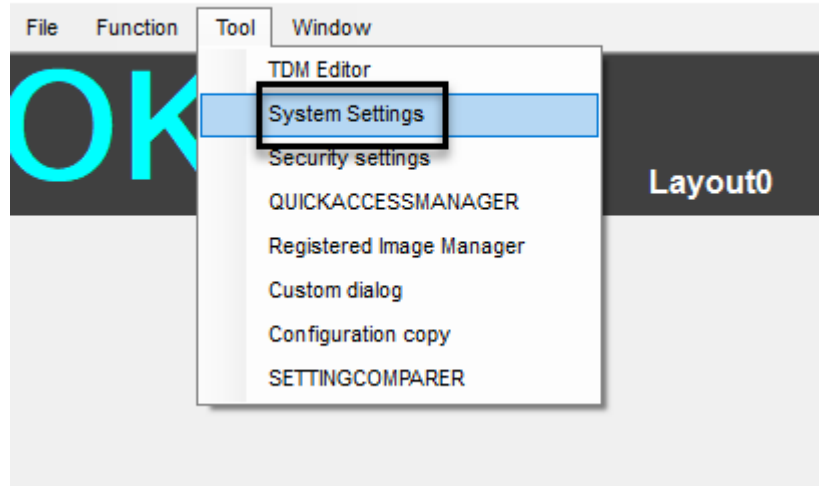 File Function Tool Window
TDM Editor
System Settings
Security settings
QUICKACCESSMANAGER
Registered Image Manager
Custom dialog
Configuration copy
SETTINGCOMPARER
OK
Layout0